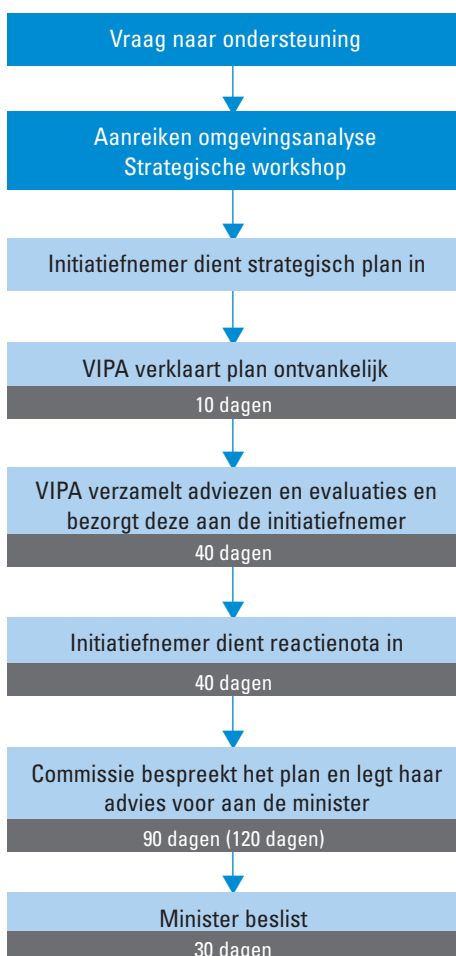 Vraag naar ondersteuning
Aanreiken omgevingsanalyse
Strategische workshop
Initiatiefnemer dient strategisch plan in
VIPA verklaart plan ontvankelijk
10 dagen
VIPA verzamelt adviezen en evaluaties en
bezorgt deze aan de initiatiefnemer
40 dagen
Initiatiefnemer dient reactienota in
40 dagen
Commissie bespreekt het plan en legt haar
advies voor aan de minister
90 dagen (120 dagen)
Minister beslist
30 dagen